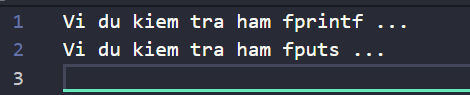 1 Vi du kiem tra ham fprintf ...
2 Vi du kiem tra ham fputs ...
3